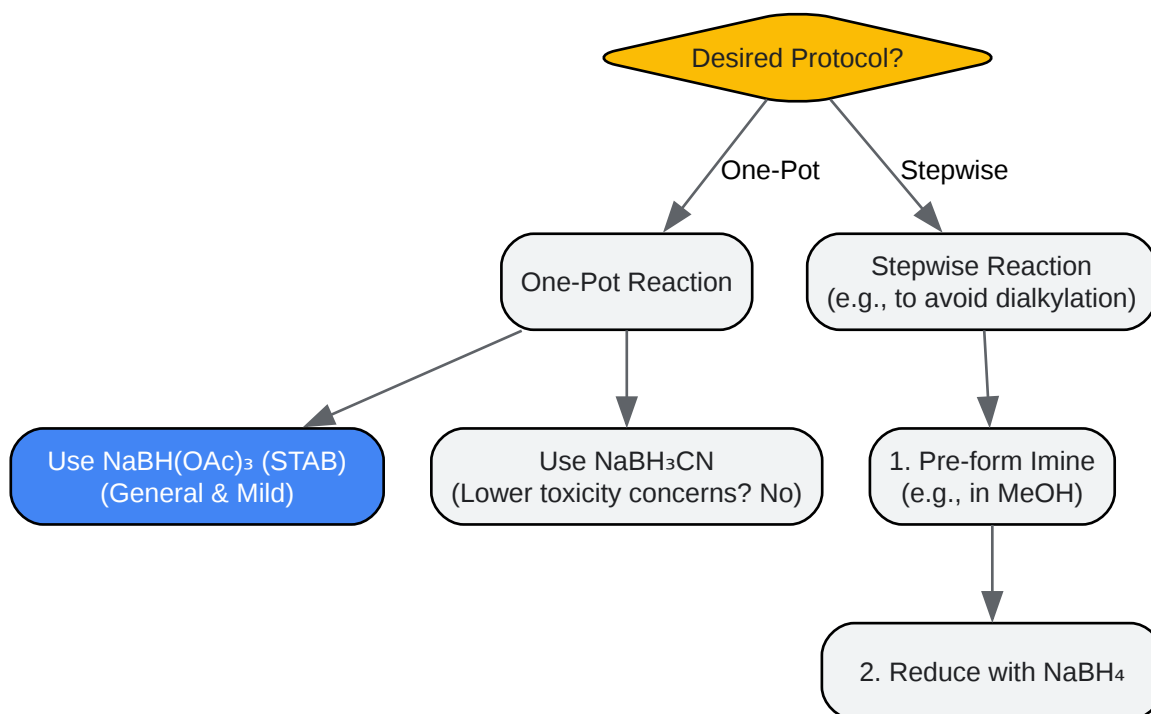 Desired Protocol?
One-Pot
Stepwise
One-Pot Reaction
Stepwise Reaction
(e.g., to avoid dialkylation)
Use NaBH(OAc)₃ (STAB)
(General & Mild)
Use NaBH₃CN
(Lower toxicity concerns? No)
1. Pre-form Imine
(e.g., in MeOH)
2. Reduce with NaBH₄